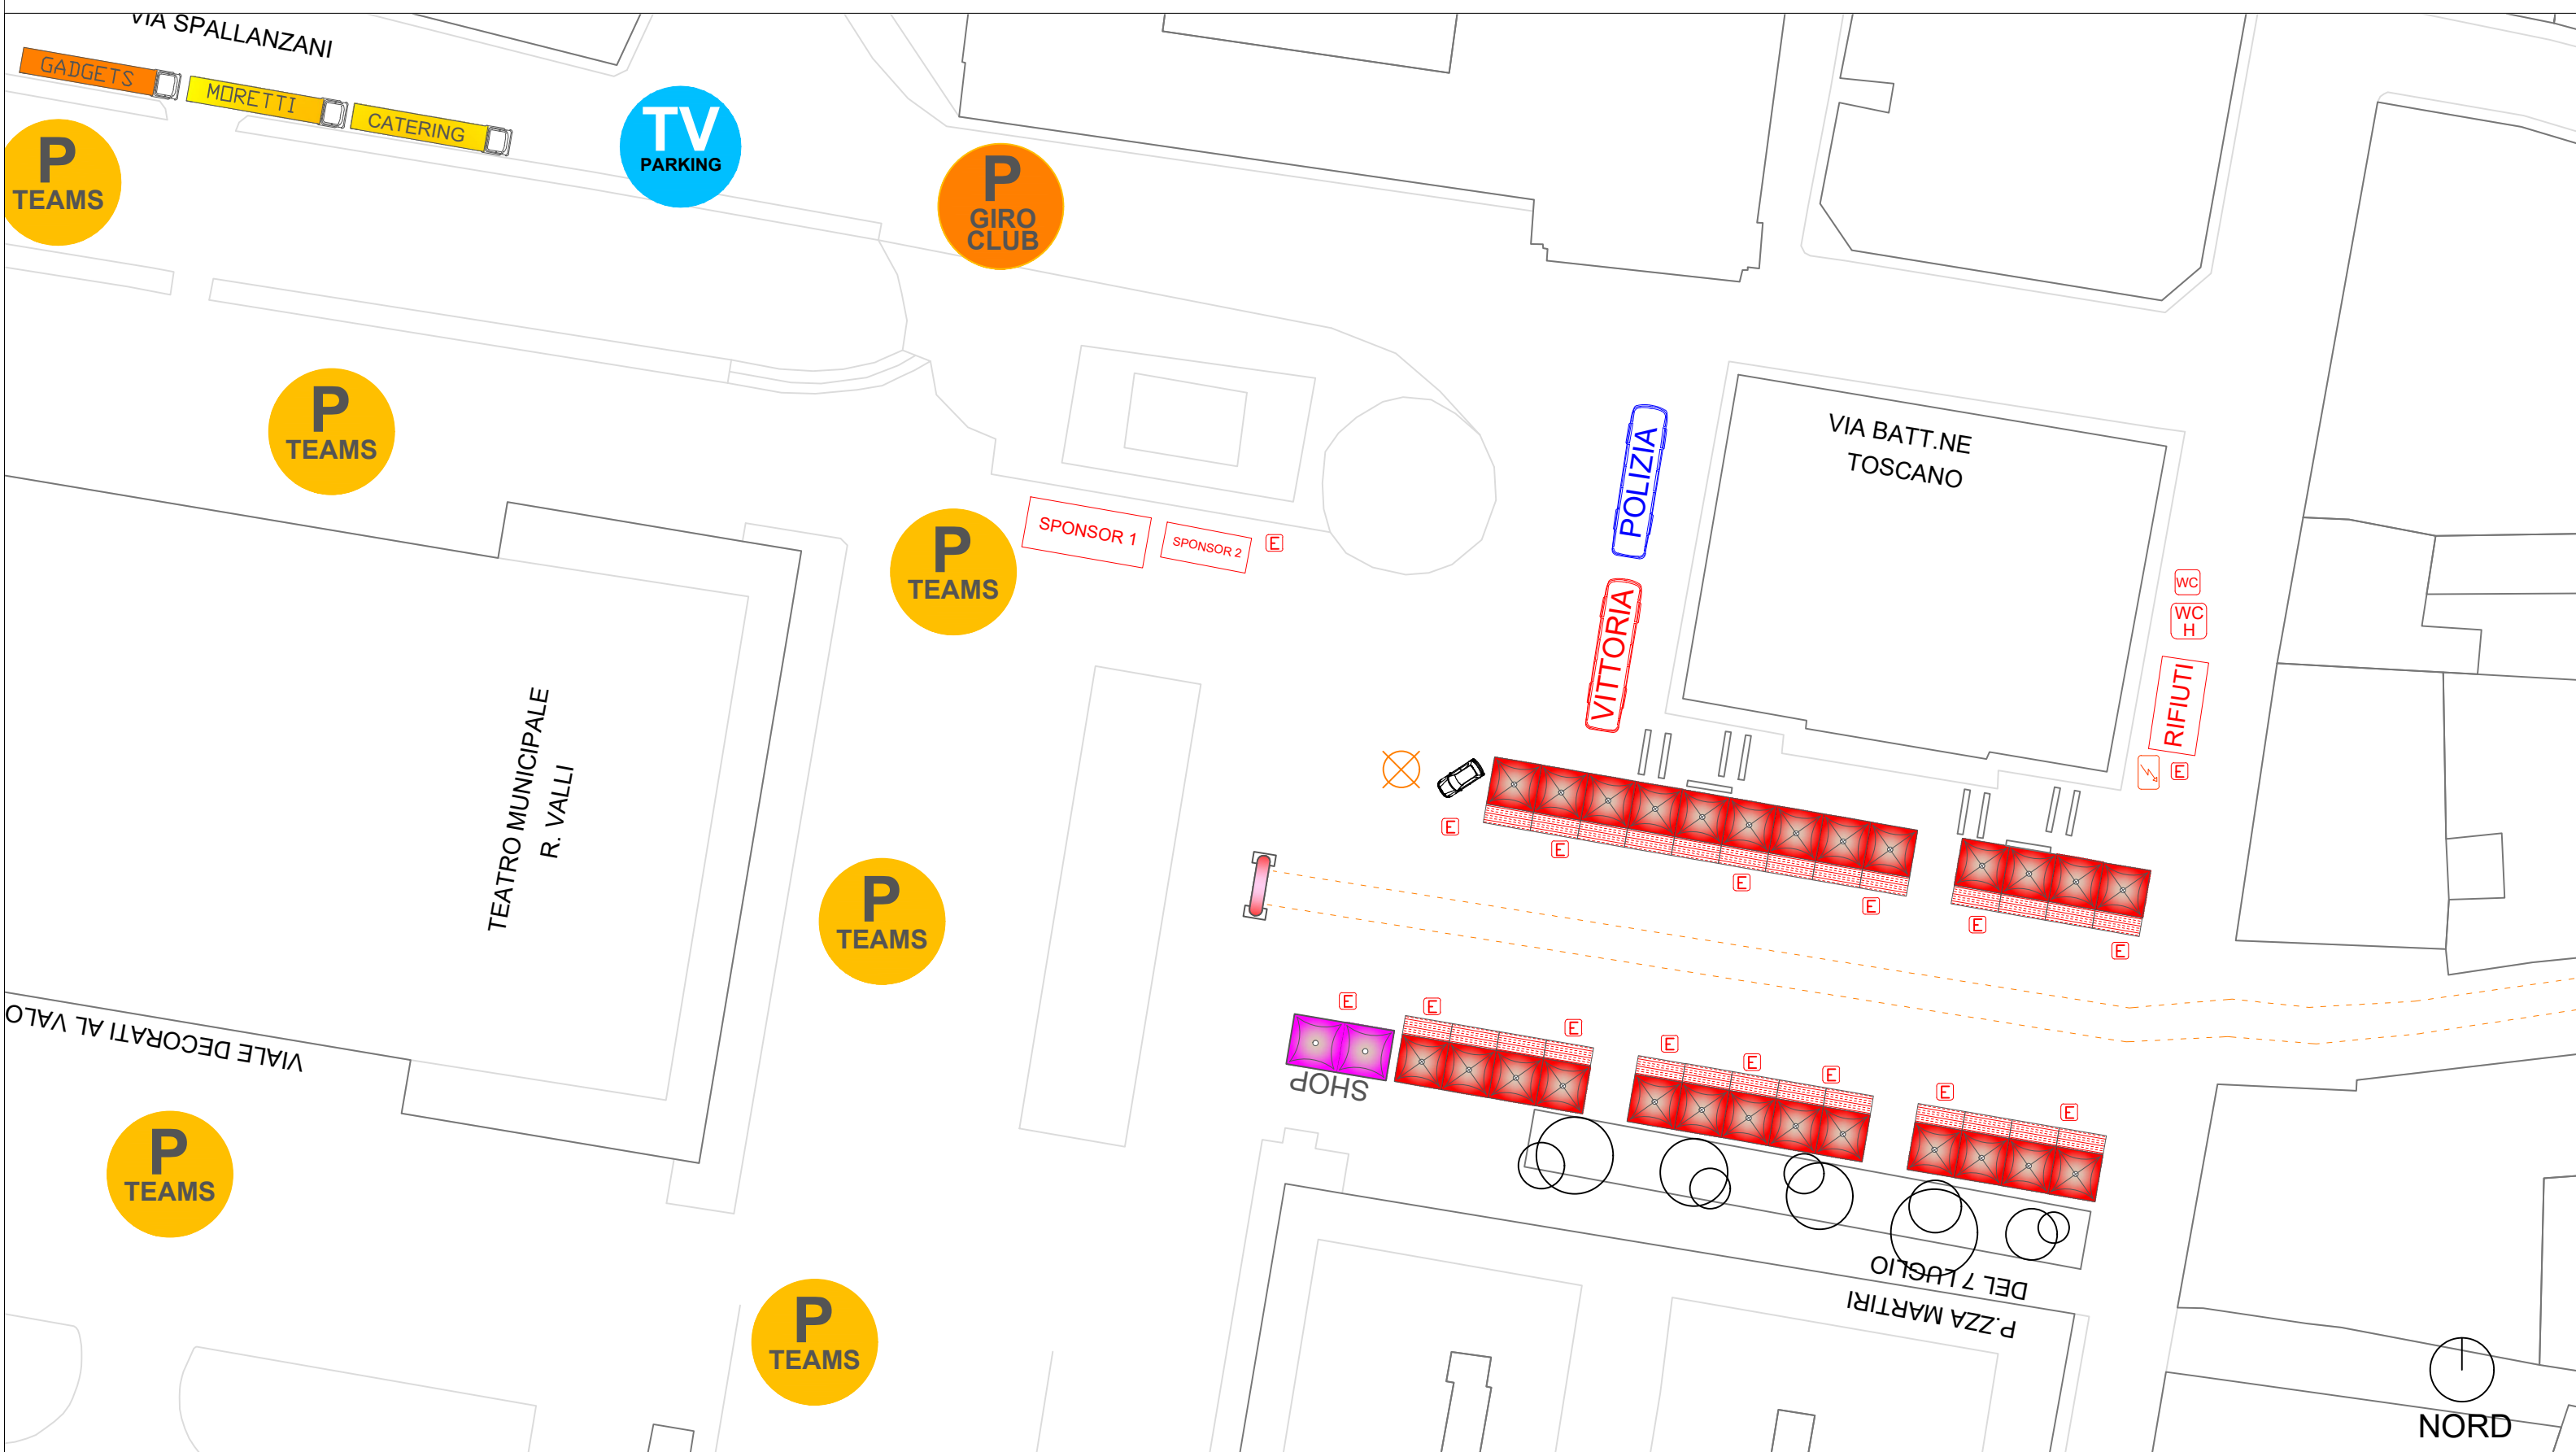 VIA SPALLANZANI
GADGETS
MORETTI
CATERING
P
TEAMS
TV
PARKING
P
GIRO
CLUB
P
TEAMS
P
TEAMS
SPONSOR 1
SPONSOR 2
E
POLIZIA
VITTORIA
VIA BATT.NE
TOSCANO
WC
WC
H
RIFIUTI
E
TEATRO MUNICIPALE
R. VALLI
P
TEAMS
E
E
E
E
E
E
VIALE DECORATI AL VALO
E
SHOP
E
E
E
E
E
E
E
P
TEAMS
P
TEAMS
P.ZZA MARTIRI
DEL 7 LUGLIO
NORD